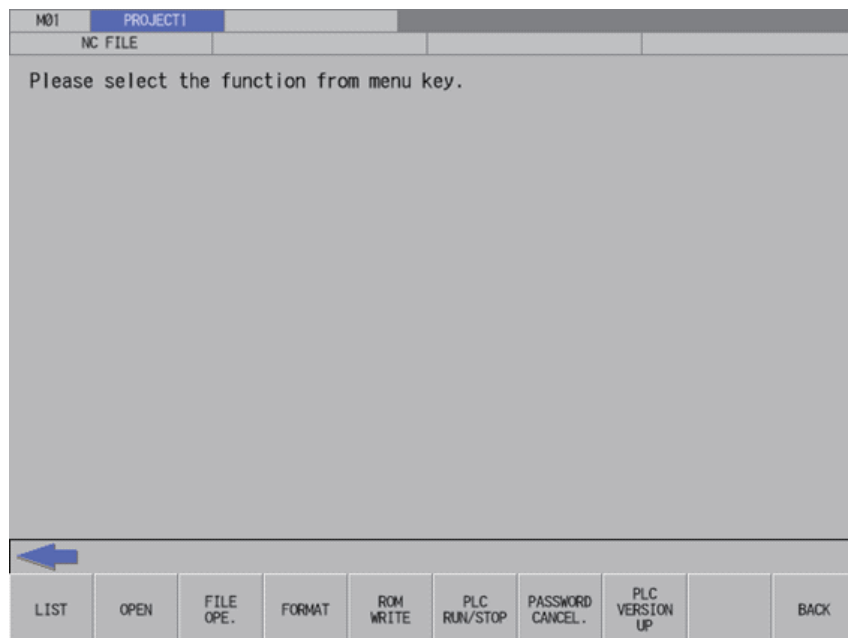 M01 PROJECT1
NC FILE
Please select the function from menu key.
LIST OPEN FILE OPE. FORMAT ROM WRITE PLC RUN/STOP PASSWORD CANCEL. PLC VERSION UP BACK